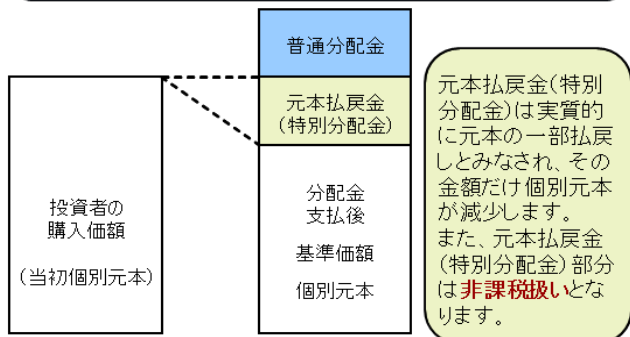 普通分配金
元本払戻金
(特別分配金)
投資者の
購入価額
(当初個別元本)
分配金
支払後
基準価額
個別元本
元本払戻金(特別
分配金)は実質的
に元本の一部払戻
しとみなされ、その
金額だけ個別元本
が減少します。
また、元本払戻金
(特別分配金)部分
は非課税扱いとな
ります。